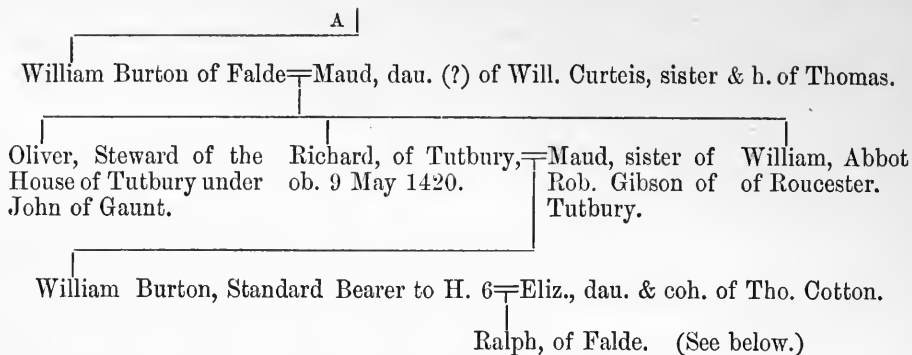 A
William Burton of Falde=Maud, dau. (?) of Will. Curteis, sister & h. of Thomas.
Oliver, Steward of the House of Tutbury under John of Gaunt.
Richard, of Tutbury,=Maud, sister of Rob. Gibson of Tutbury.
ob. 9 May 1420.
William, Abbot of Roucester.
William Burton, Standard Bearer to H. 6=Eliz., dau. & coh. of Tho. Cotton.
Ralph, of Falde. (See below.)